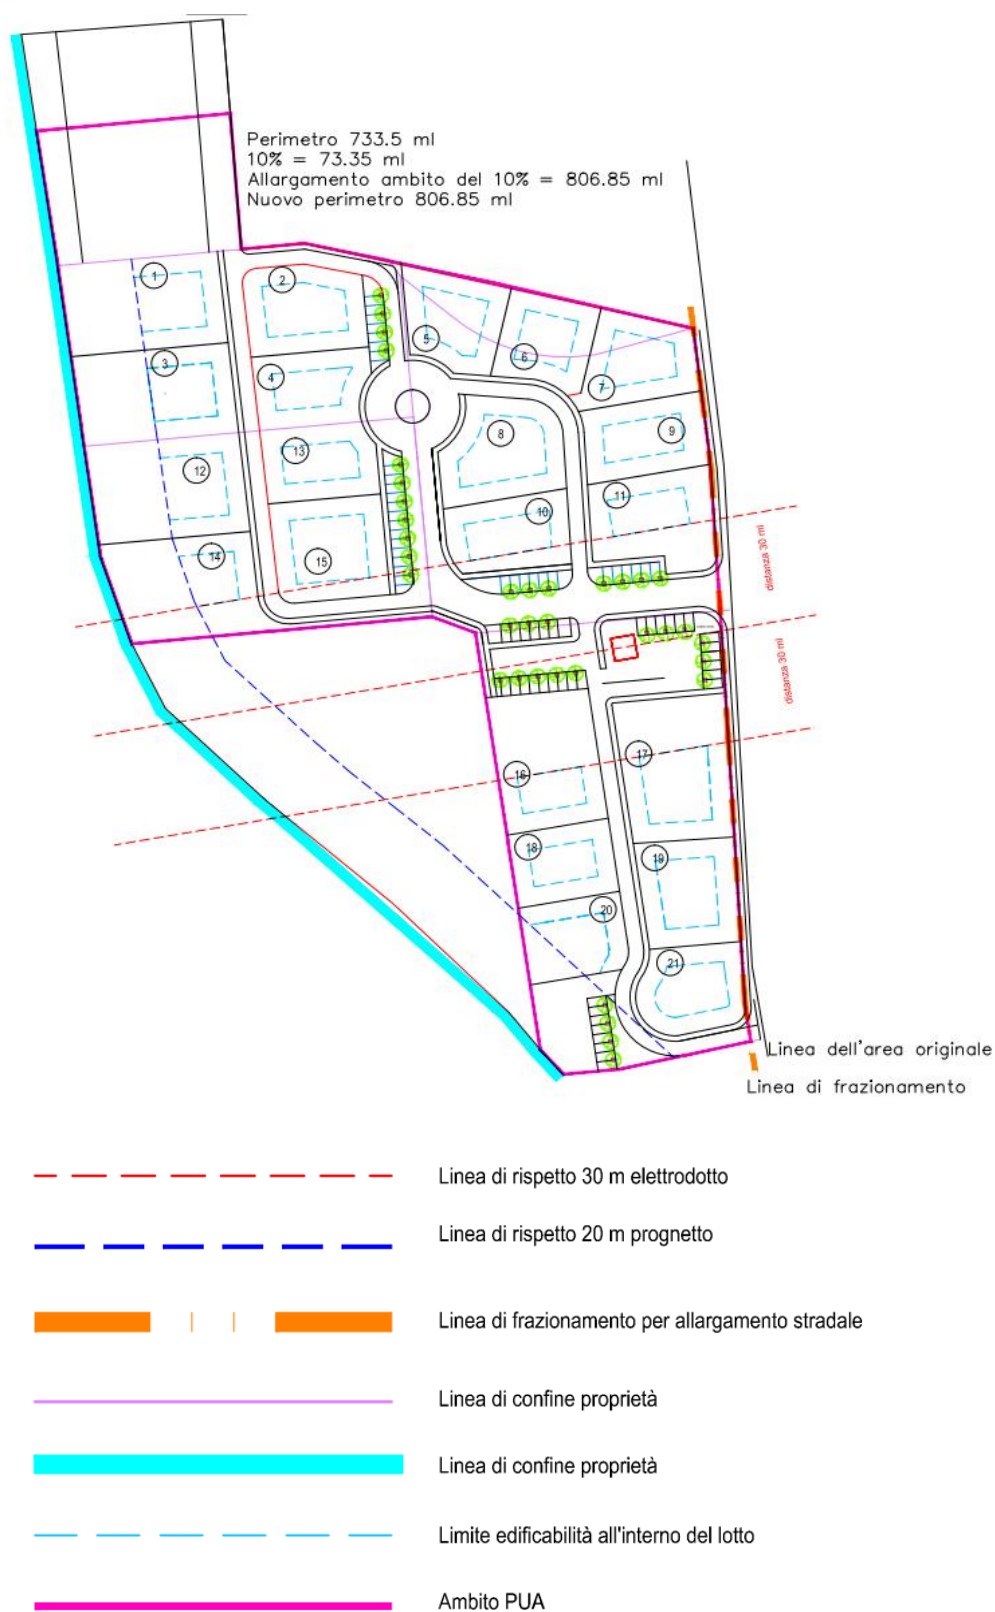 Perimetro 733.5 ml
10% = 73.35 ml
Allargamento ambito del 10% = 806.85 ml
Nuovo perimetro 806.85 ml
1
2
3
4
5
6
7
8
9
10
11
12
13
14
15
distanza 30 ml
distanza 30 ml
16
17
18
19
20
21
Linea dell'area originale
Linea di frazionamento
Linea di rispetto 30 m elettrodotto
Linea di rispetto 20 m prognetto
Linea di frazionamento per allargamento stradale
Linea di confine proprietà
Linea di confine proprietà
Limite edificabilità all'interno del lotto
Ambito PUA